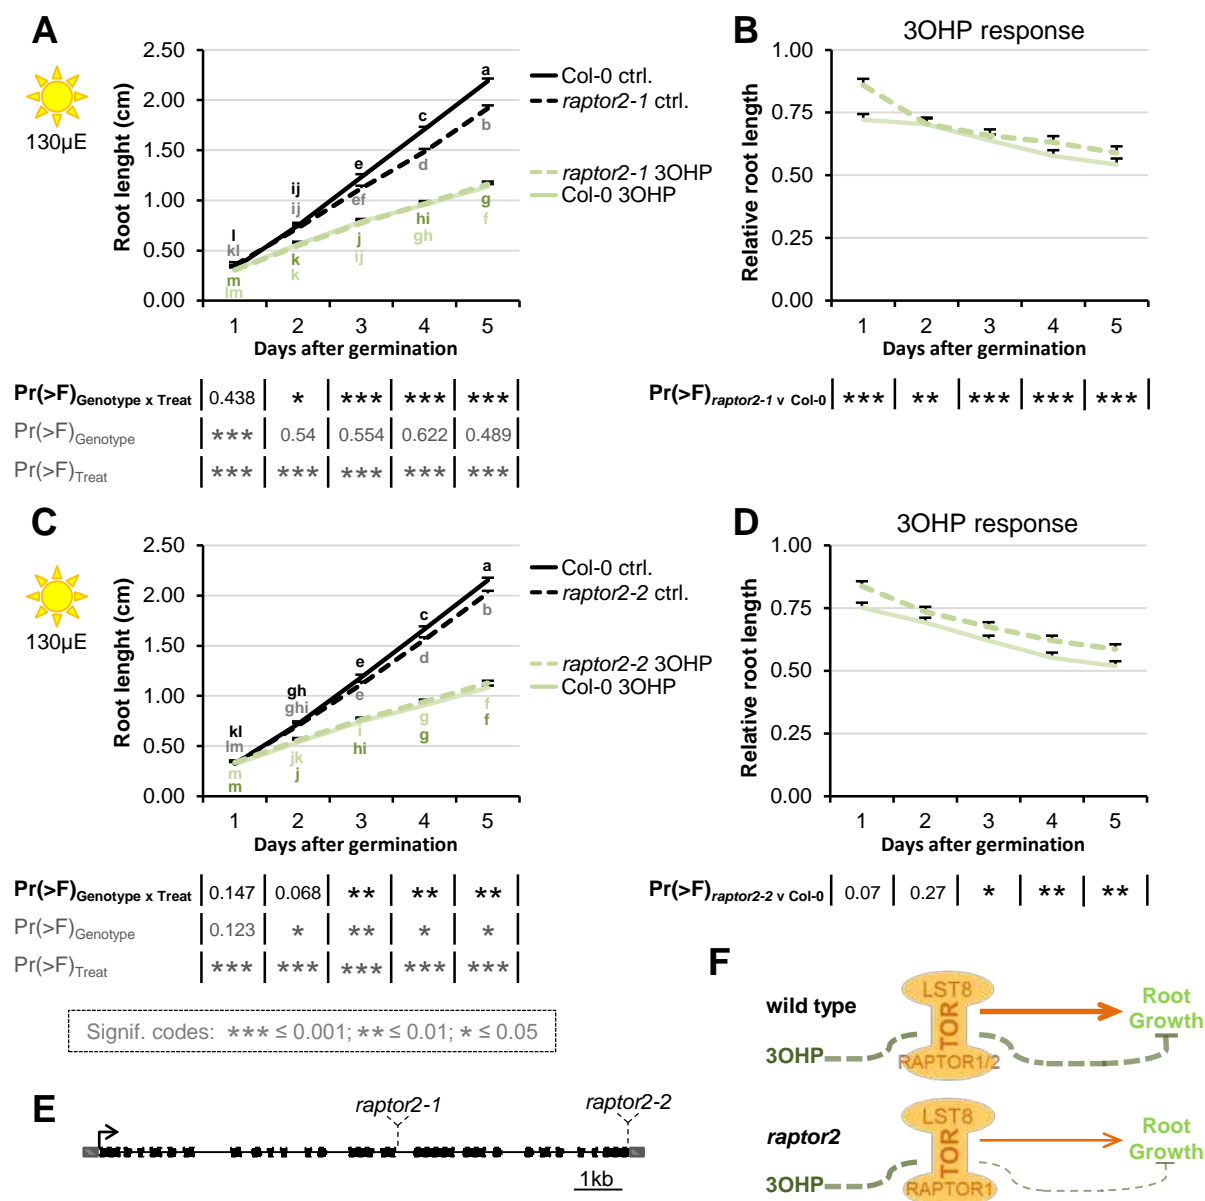 A
130µE
Root lenght (cm)
2.50
2.00
1.50
1.00
0.50
0.00
l
kl
m
lm
ij
ij
k
k
e
ef
j
ij
c
d
hi
gh
a
b
g
f
1 2 3 4 5
Days after germination
Col-0 ctrl.
raptor2-1 ctrl.
raptor2-1 3OHP
Col-0 3OHP
Pr(>F)Genotype x Treat 0.438 * *** *** ***
Pr(>F)Genotype *** 0.54 0.554 0.622 0.489
Pr(>F)Treat *** *** *** *** ***
B
3OHP response
Relative root length
1.00
0.75
0.50
0.25
0.00
1 2 3 4 5
Days after germination
Pr(>F)raptor2-1 v Col-0 *** ** *** *** ***
C
130µE
Root lenght (cm)
2.50
2.00
1.50
1.00
0.50
0.00
kl
lm
m
m
gh
ghi
jk
j
e
e
i
hi
c
d
g
g
a
b
f
f
1 2 3 4 5
Days after germination
Col-0 ctrl.
raptor2-2 ctrl.
raptor2-2 3OHP
Col-0 3OHP
Pr(>F)Genotype x Treat 0.147 0.068 ** ** **
Pr(>F)Genotype 0.123 * ** * *
Pr(>F)Treat *** *** *** *** ***
D
3OHP response
Relative root length
1.00
0.75
0.50
0.25
0.00
1 2 3 4 5
Days after germination
Pr(>F)raptor2-2 v Col-0 0.07 0.27 * ** **
Signif. codes: *** ≤ 0.001; ** ≤ 0.01; * ≤ 0.05
E
raptor2-1
raptor2-2
1kb
F
wild type
3OHP
LST8
TOR
RAPTOR1/2
Root
Growth
raptor2
3OHP
LST8
TOR
RAPTOR1
Root
Growth